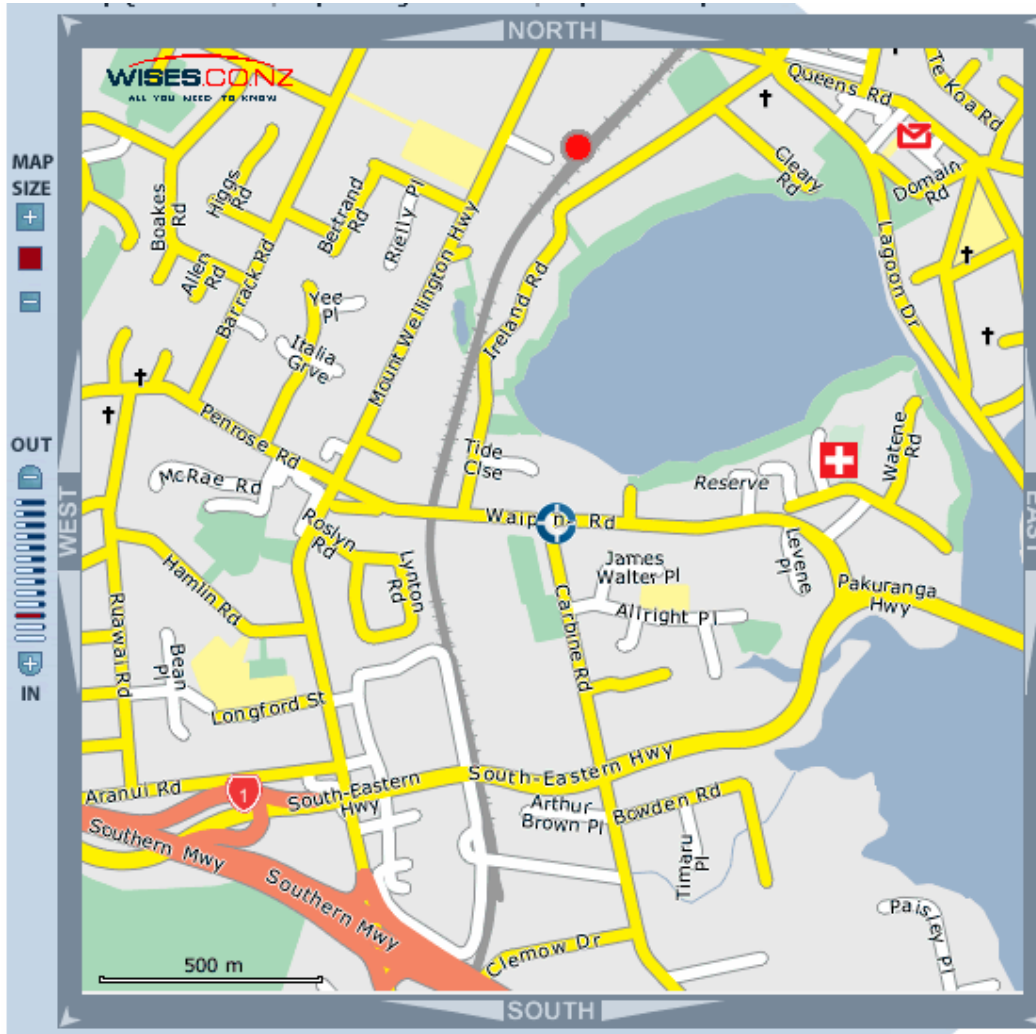 NORTH
WISES.CO.NZ
ALL YOU NEED TO KNOW
MAP
SIZE
OUT
IN
WEST
EAST
SOUTH
Queens Rd
Te Koa Rd
Domain
Rd
Cleary
Rd
Lagoon Dr
Boakes
Rd
Higgs
Rd
Bertrand
Rd
Rielly Pl
Allen
Rd
Barrack Rd
Mount Wellington Hwy
Ireland Rd
Yee
Pl
Italia
Grve
Penrose Rd
McRae Rd
Tide
Clse
Reserve
Watene
Rd
Roslyn
Rd
Rd
Lynton
Rd
Hamlin Rd
James
Walter Pl
Levene
Pl
Pakuranga
Hwy
Allright Pl
Carbine Rd
Ruawai Rd
Bean
Pl
Longford St
Aranui Rd
1
South-Eastern
Hwy
South-Eastern Hwy
Arthur
Brown Pl
Bowden Rd
Timaru
Pl
Southern Mwy
Southern Mwy
Paisley Pl
Clemow Dr
500 m